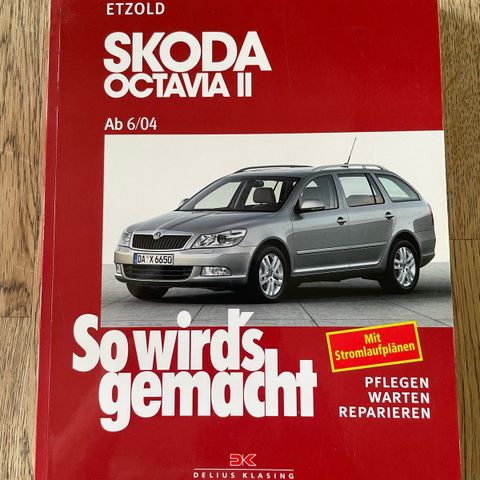 ETZOLD
SKODA
OCTAVIA II
Ab 6/04
DA X 6650
So wird's
gemacht
Mit
Stromlaufplänen
PFLEGEN
WARTEN
REPARIEREN
DK
DELIUS KLASING